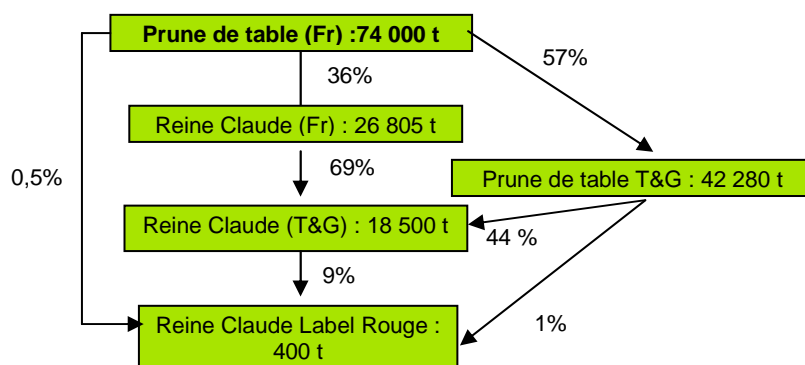 Prune de table (Fr) :74 000 t
57%
36%
Reine Claude (Fr) : 26 805 t
0,5%
69%
Prune de table T&G : 42 280 t
Reine Claude (T&G) : 18 500 t
44 %
9%
Reine Claude Label Rouge :
400 t
1%